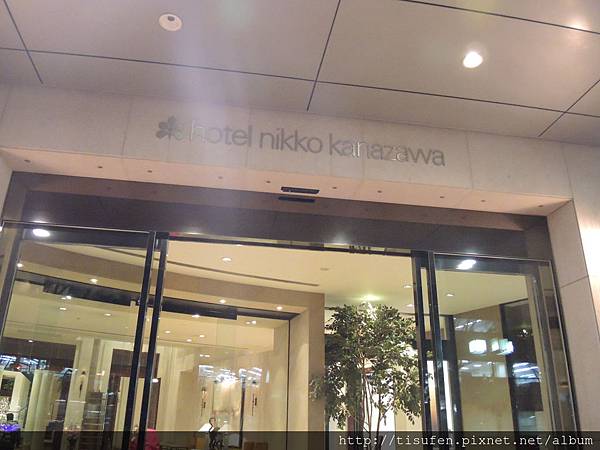 hotel nikko kanazawa
http://tisufen.pixnet.net/album